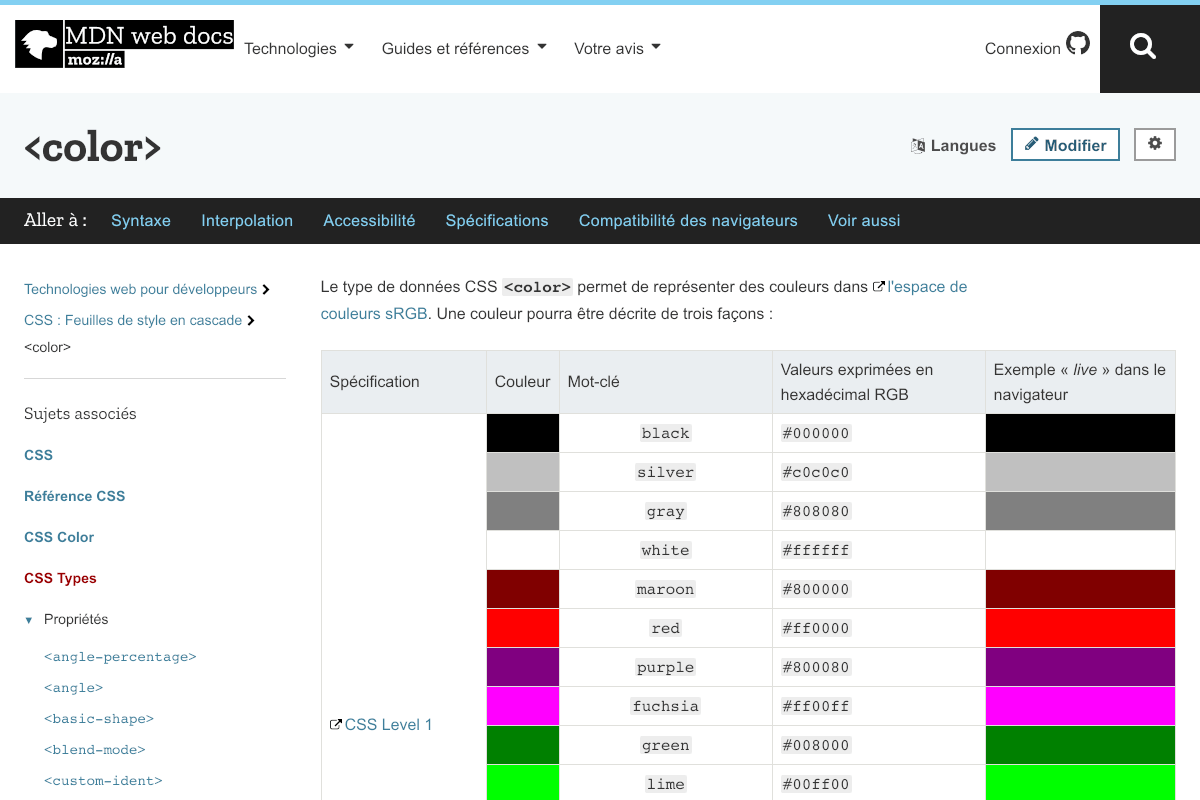 MDN web docs
moz://a
Technologies
Guides et références
Votre avis
Connexion
<color>
Langues
Modifier
Aller à :
Syntaxe
Interpolation
Accessibilité
Spécifications
Compatibilité des navigateurs
Voir aussi
Technologies web pour développeurs
CSS : Feuilles de style en cascade
<color>
Sujets associés
CSS
Référence CSS
CSS Color
CSS Types
Propriétés
<angle-percentage>
<angle>
<basic-shape>
<blend-mode>
<custom-ident>
Le type de données CSS <color> permet de représenter des couleurs dans l'espace de
couleurs sRGB. Une couleur pourra être décrite de trois façons :
Spécification
Couleur
Mot-clé
Valeurs exprimées en
hexadécimal RGB
Exemple « live » dans le
navigateur
CSS Level 1
black #000000
silver #c0c0c0
gray #808080
white #ffffff
maroon #800000
red #ff0000
purple #800080
fuchsia #ff00ff
green #008000
lime #00ff00